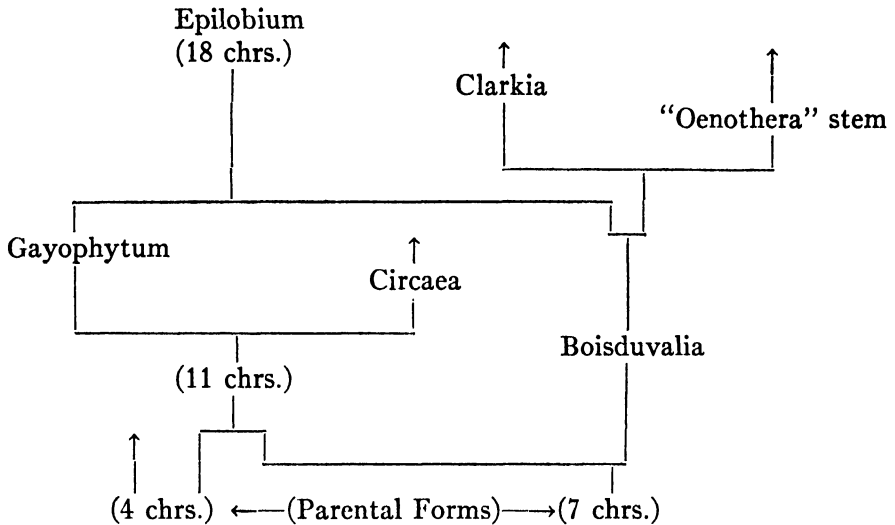 Epilobium
(18 chrs.)
Clarkia
“Oenothera” stem
Gayophytum
Circaea
Boisduvalia
(11 chrs.)
(4 chrs.) ←—(Parental Forms)—→(7 chrs.)